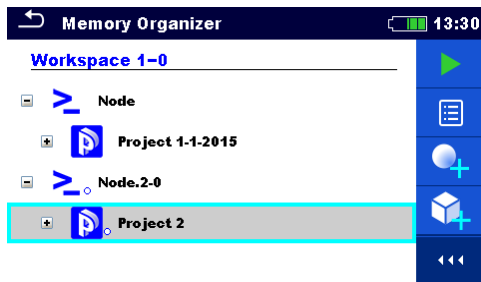 Memory Organizer 13:30
Workspace 1-0
Node
Project 1-1-2015
Node.2-0
Project 2